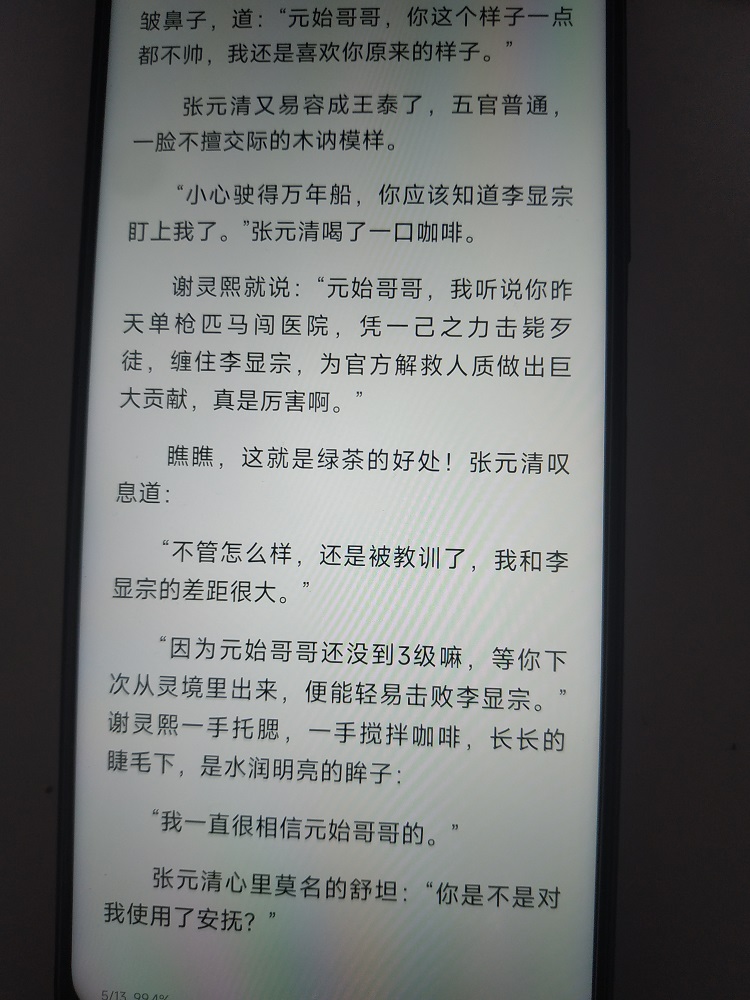 皱鼻子，道：“元始哥哥，你这个样子一点
都不帅，我还是喜欢你原来的样子。”
张元清又易容成王泰了，五官普通，
一脸不擅交际的木讷模样。
“小心驶得万年船，你应该知道李显宗
盯上我了。”张元清喝了一口咖啡。
谢灵熙就说：“元始哥哥，我听说你昨
天单枪匹马闯医院，凭一己之力击毙歹
徒，缠住李显宗，为官方解救人质做出巨
大贡献，真是厉害啊。”
瞧瞧，这就是绿茶的好处！张元清叹
息道：
“不管怎么样，还是被教训了，我和李
显宗的差距很大。”
“因为元始哥哥还没到3级嘛，等你下
次从灵境里出来，便能轻易击败李显宗。”
谢灵熙一手托腮，一手搅拌咖啡，长长的
睫毛下，是水润明亮的眸子：
“我一直很相信元始哥哥的。”
张元清心里莫名的舒坦：“你是不是对
我使用了安抚？”
5/13 99.4%